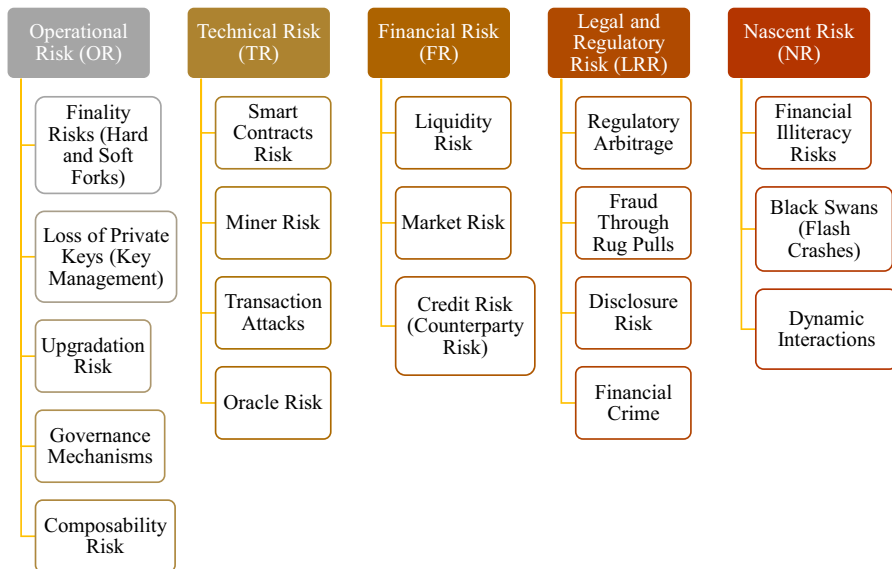 Operational
Risk (OR)
Finality
Risks (Hard
and Soft
Forks)
Loss of Private
Keys (Key
Management)
Upgradation
Risk
Governance
Mechanisms
Composability
Risk
Technical Risk
(TR)
Smart
Contracts
Risk
Miner Risk
Transaction
Attacks
Oracle Risk
Financial Risk
(FR)
Liquidity
Risk
Market Risk
Credit Risk
(Counterparty
Risk)
Legal and
Regulatory
Risk (LRR)
Regulatory
Arbitrage
Fraud
Through
Rug Pulls
Disclosure
Risk
Financial
Crime
Nascent Risk
(NR)
Financial
Illiteracy
Risks
Black Swans
(Flash
Crashes)
Dynamic
Interactions